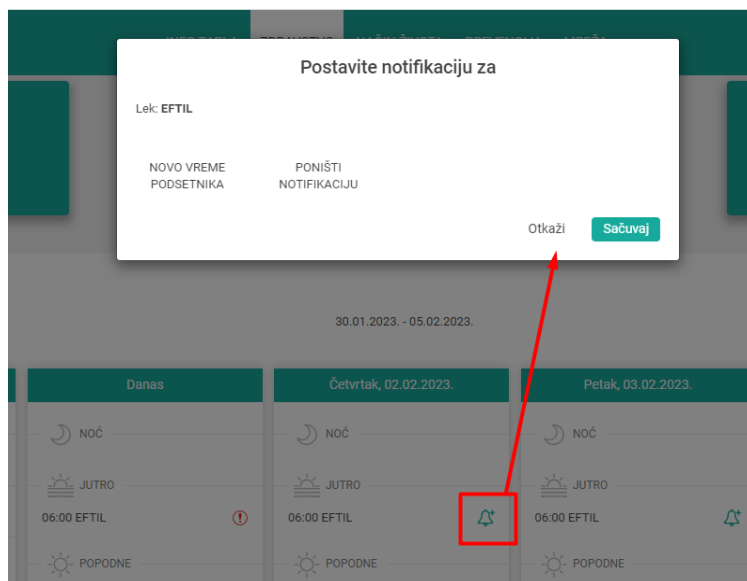 Postavite notifikaciju za
Lek: EFTIL
NOVO VREME
PODSETNIKA
PONIŠTI
NOTIFIKACIJU
Otkaži
Sačuvaj
30.01.2023. - 05.02.2023.
Danas
NOĆ
JUTRO
06:00 EFTIL
POPODNE
Četvrtak, 02.02.2023.
NOĆ
JUTRO
06:00 EFTIL
POPODNE
Petak, 03.02.2023.
NOĆ
JUTRO
06:00 EFTIL
POPODNE